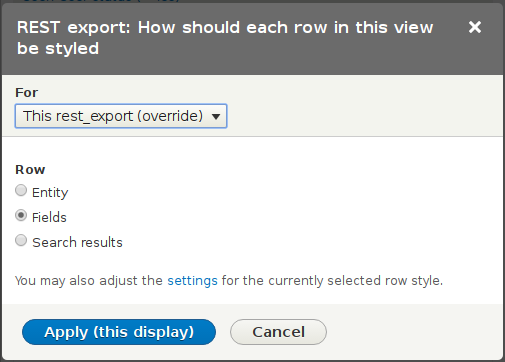 REST export: How should each row in this view
be styled
For
This rest_export (override)
Row
Entity
Fields
Search results
You may also adjust the settings for the currently selected row style.
Apply (this display)
Cancel